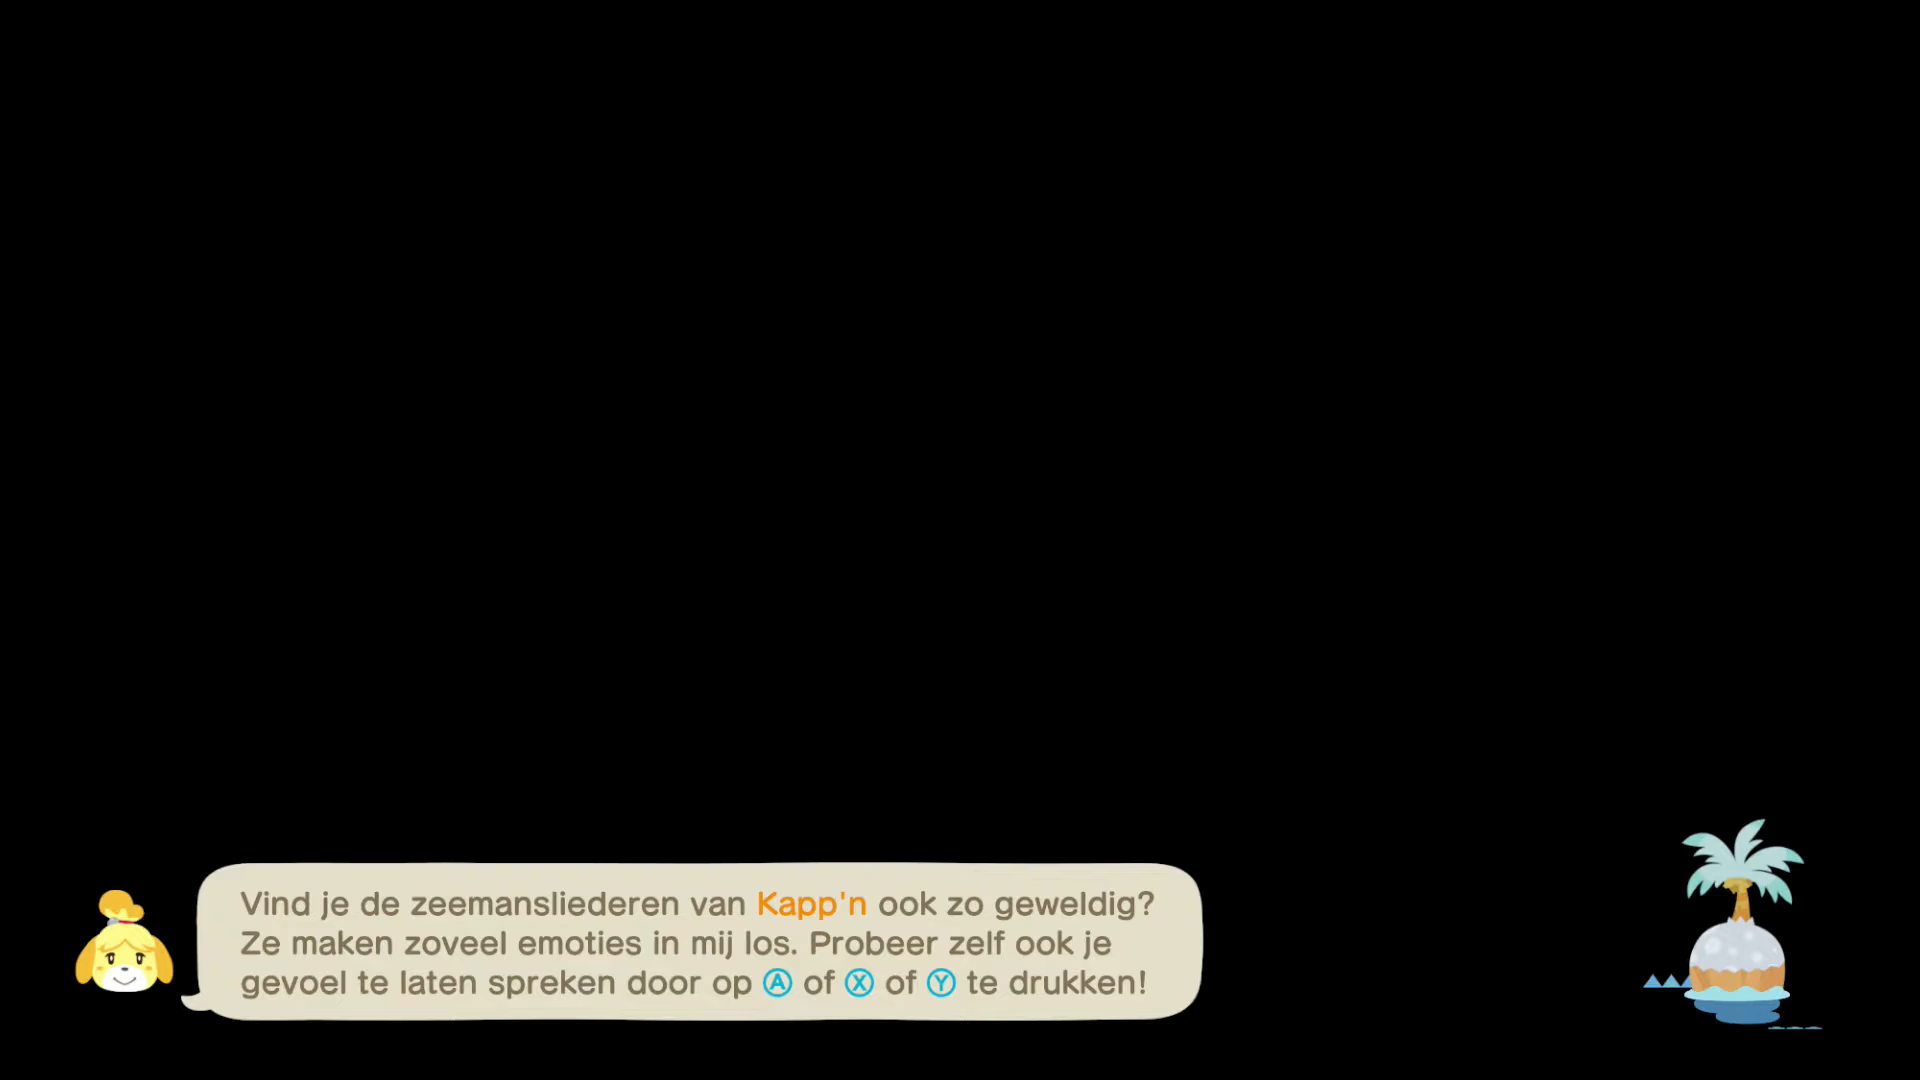 Vind je de zeemansliederen van Kapp'n ook zo geweldig?
Ze maken zoveel emoties in mij los. Probeer zelf ook je
gevoel te laten spreken door op A of X of Y te drukken!